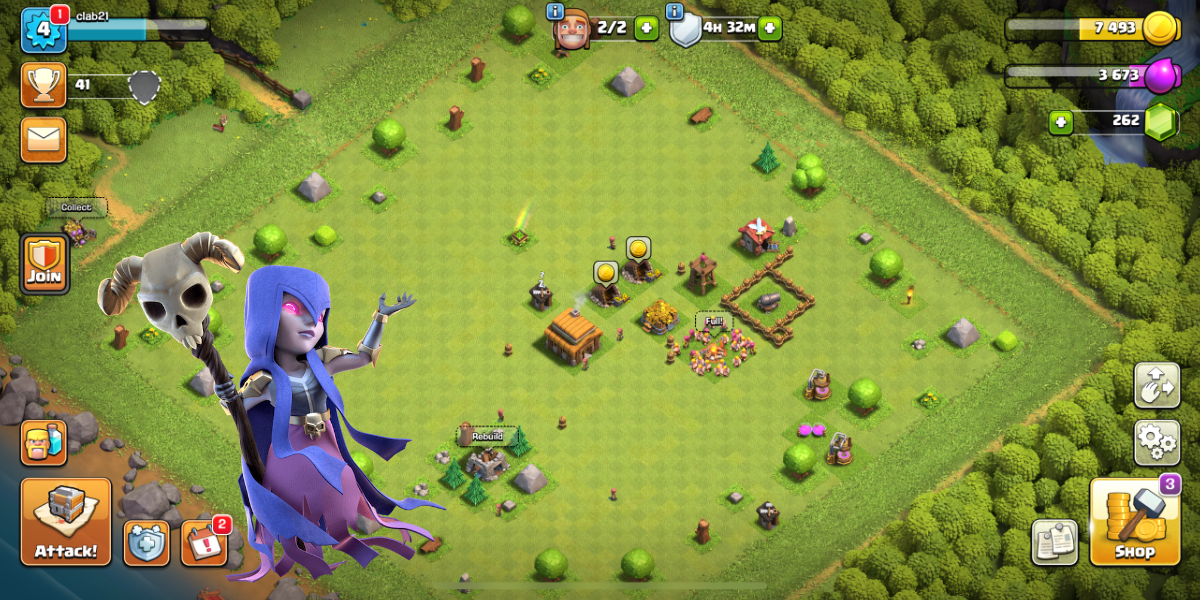 1
clab21
4
2/2
4H 32M
7 493
41
3 673
262
Collect
Join
?
Full!
Rebuild
3
Attack!
2
Shop